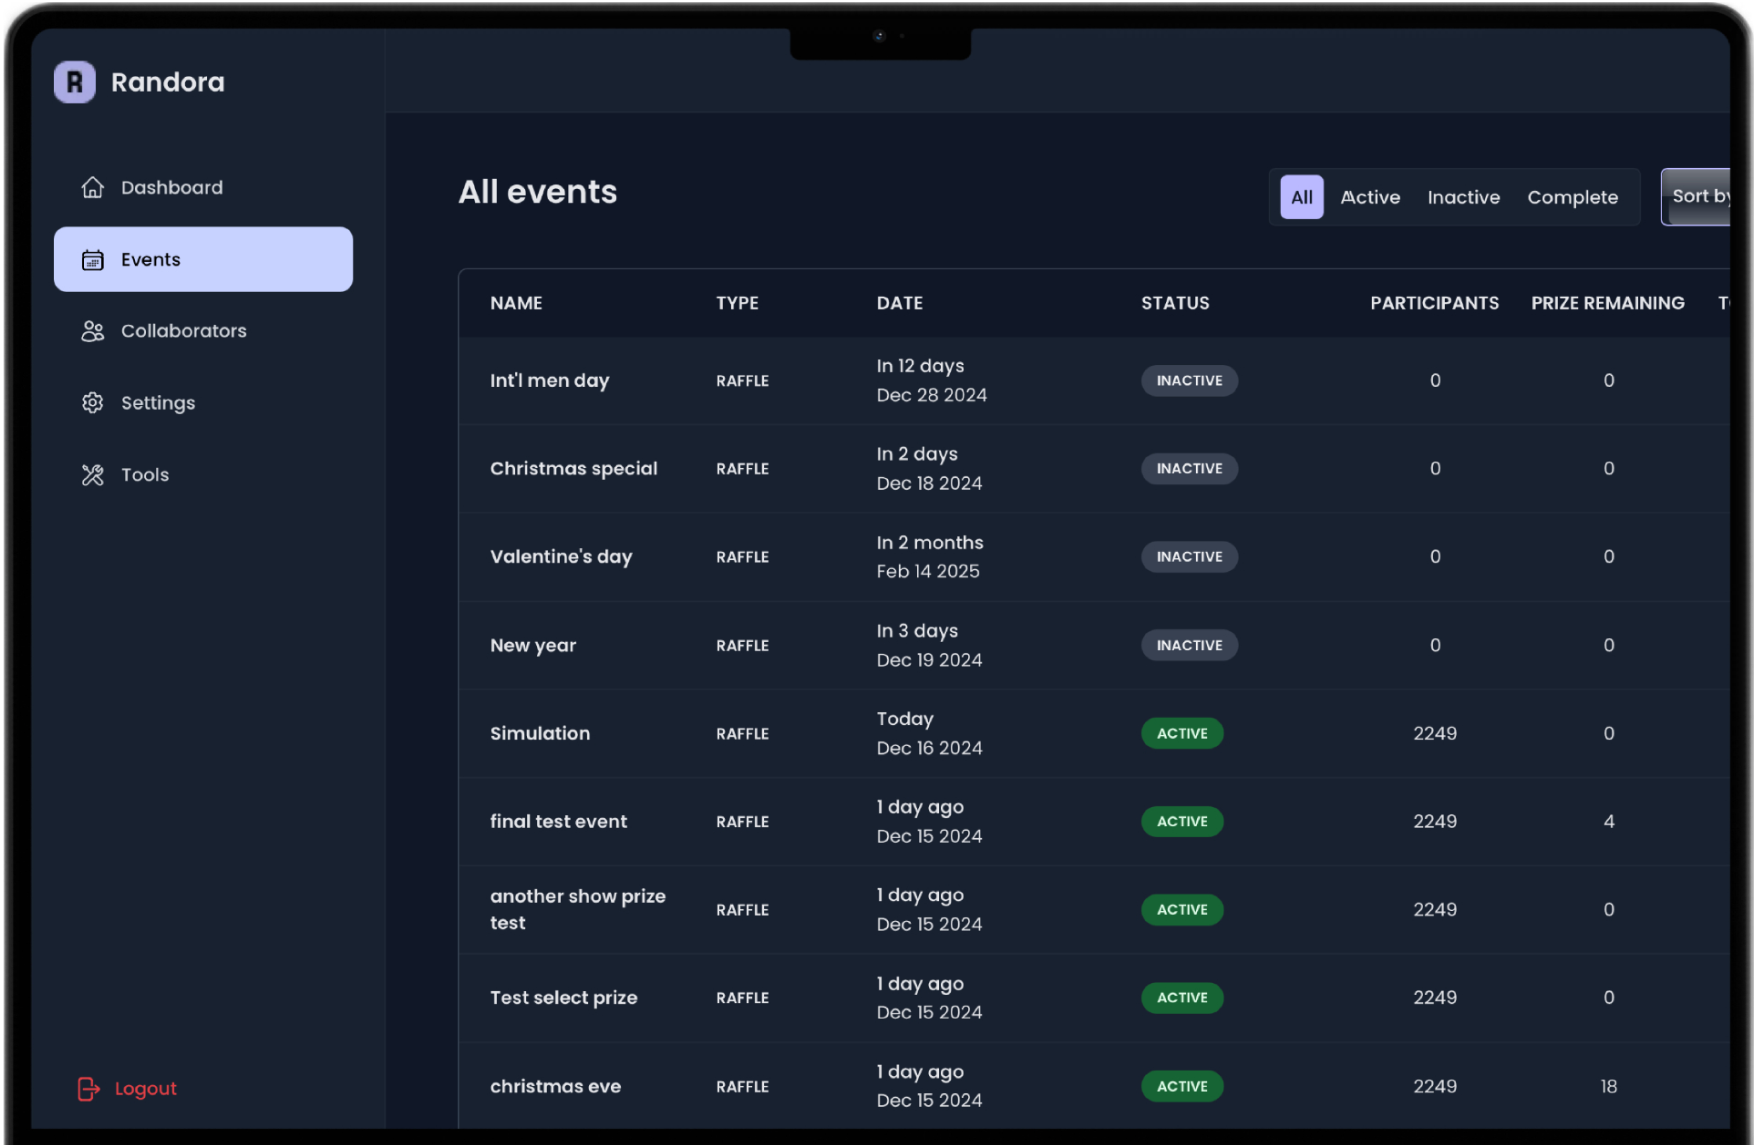 R Randora
Dashboard
Events
Collaborators
Settings
Tools
Logout
All events
All Active Inactive Complete
Sort by
NAME TYPE DATE STATUS PARTICIPANTS PRIZE REMAINING
Int'l men day RAFFLE In 12 days INACTIVE 0 0
Dec 28 2024
Christmas special RAFFLE In 2 days INACTIVE 0 0
Dec 18 2024
Valentine's day RAFFLE In 2 months INACTIVE 0 0
Feb 14 2025
New year RAFFLE In 3 days INACTIVE 0 0
Dec 19 2024
Simulation RAFFLE Today ACTIVE 2249 0
Dec 16 2024
final test event RAFFLE 1 day ago ACTIVE 2249 4
Dec 15 2024
another show prize RAFFLE 1 day ago ACTIVE 2249 0
test Dec 15 2024
Test select prize RAFFLE 1 day ago ACTIVE 2249 0
Dec 15 2024
christmas eve RAFFLE 1 day ago ACTIVE 2249 18
Dec 15 2024